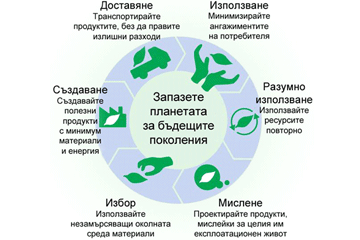 Доставяне
Транспортирайте
продуктите, без да правите
излишни разходи
Използване
Минимизирайте
ангажиментите
на потребителя
Разумно
използване
Използвайте
ресурсите
повторно
Мислене
Проектирайте продукти,
мислейки за целия им
експлоатационен живот
Избор
Използвайте
незамърсяващи околната
среда материали
Създаване
Създавайте
полезни
продукти
с минимум
материали
и енергия
Запазете
планетата
за бъдещите
поколения